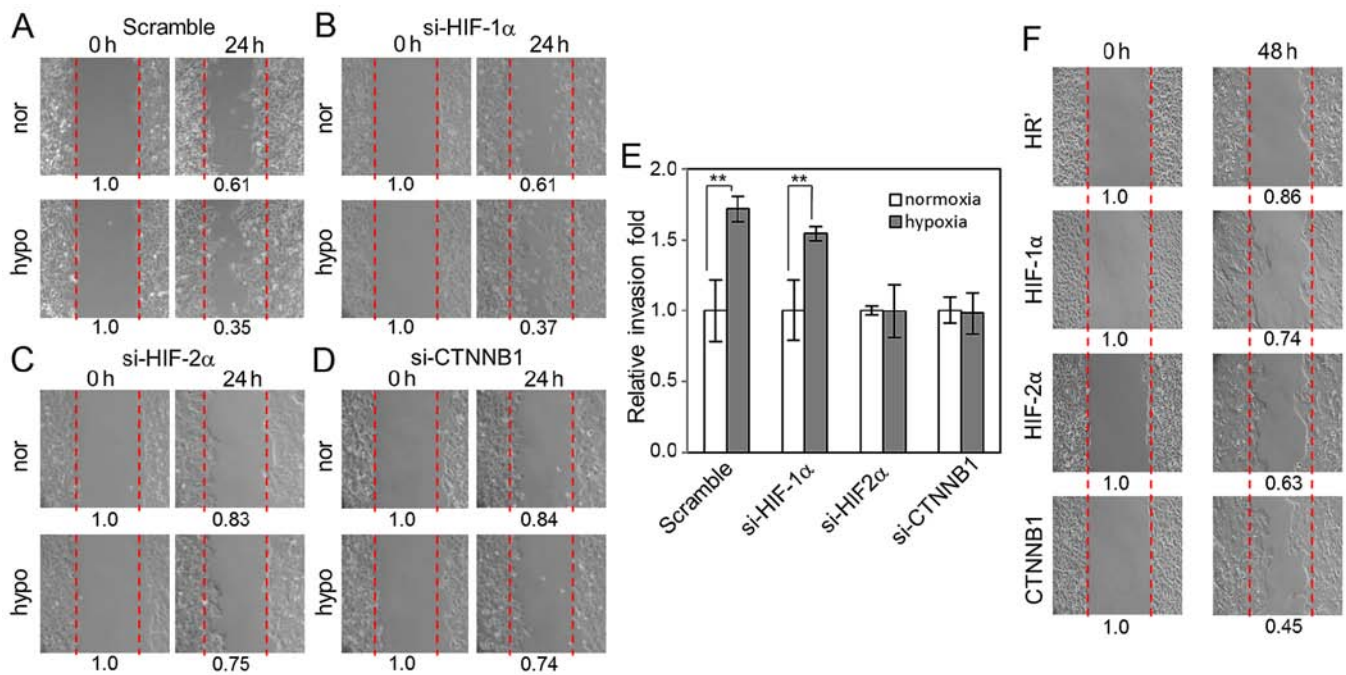 A
Scramble
0 h
24 h
nor
1.0
0.61
hypo
1.0
0.35
B
si-HIF-1α
0 h
24 h
nor
1.0
0.61
hypo
1.0
0.37
C
si-HIF-2α
0 h
24 h
nor
1.0
0.83
hypo
1.0
0.75
D
si-CTNNB1
0 h
24 h
nor
1.0
0.84
hypo
1.0
0.74
E
Relative invasion fold
2.0
1.5
1.0
0.5
0.0
**
**
normoxia
hypoxia
Scramble
si-HIF-1α
si-HIF2α
si-CTNNB1
F
0 h
48 h
HR'
1.0
0.86
HIF-1α
1.0
0.74
HIF-2α
1.0
0.63
CTNNB1
1.0
0.45